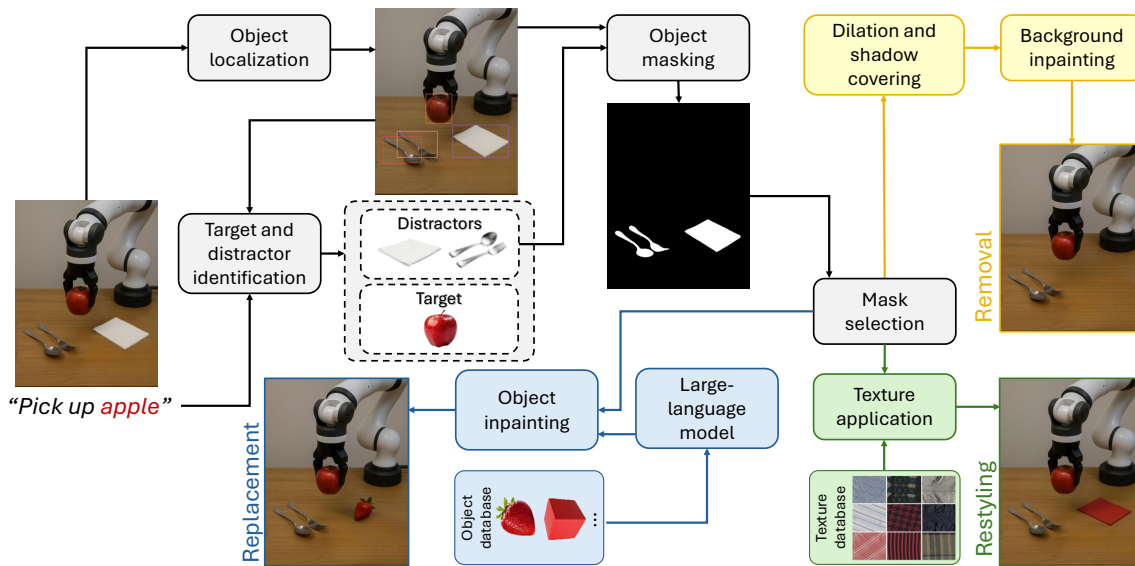 Object
localization
Object
masking
Dilation and
shadow
covering
Background
inpainting
Target and
distractor
identification
Distractors
Target
Mask
selection
Removal
“Pick up apple”
Replacement
Object
inpainting
Large-
language
model
Object
database
...
Texture
application
Texture
database
Restyling